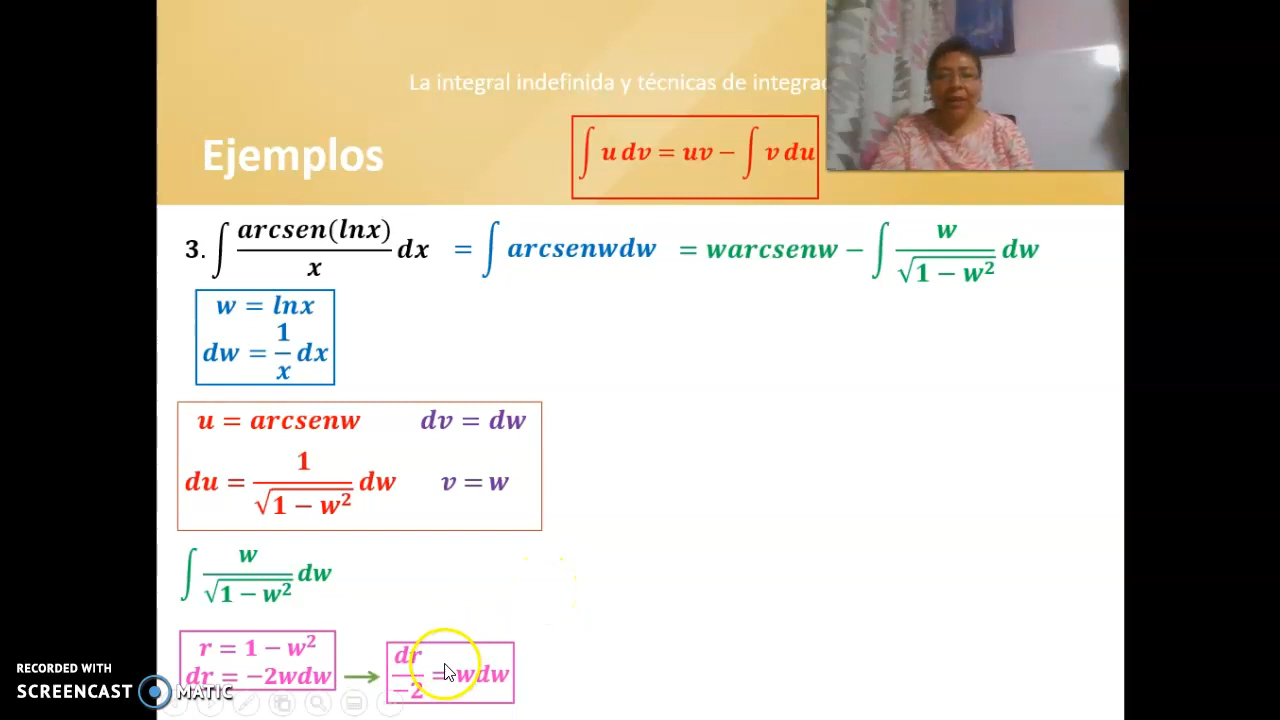 La integral indefinida y técnicas de integrac
Ejemplos
∫ u dv = uv − ∫ v du
3. ∫ arcsen(lnx)/x dx = ∫ arcsenwdw = warcsenw − ∫ w/√(1 − w²) dw
w = lnx
dw = 1/x dx
u = arcsenw dv = dw
du = 1/√(1 − w²) dw v = w
∫ w/√(1 − w²) dw
r = 1 − w²
dr = −2wdw → dr/−2 = wdw
RECORDED WITH
SCREENCAST MATIC